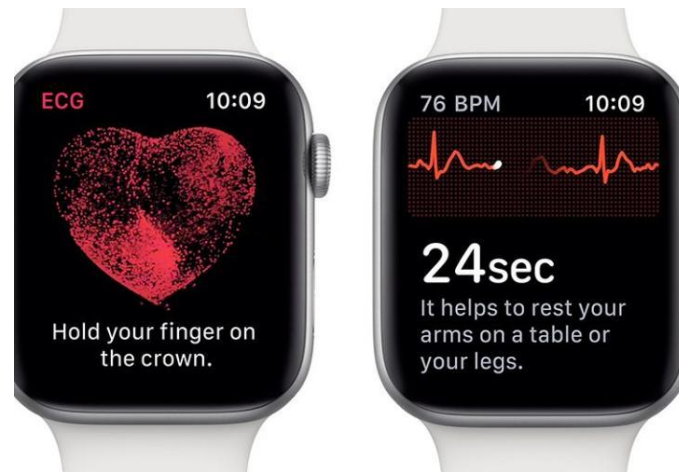 ECG 10:09
Hold your finger on
the crown.
76 BPM 10:09
24sec
It helps to rest your
arms on a table or
your legs.